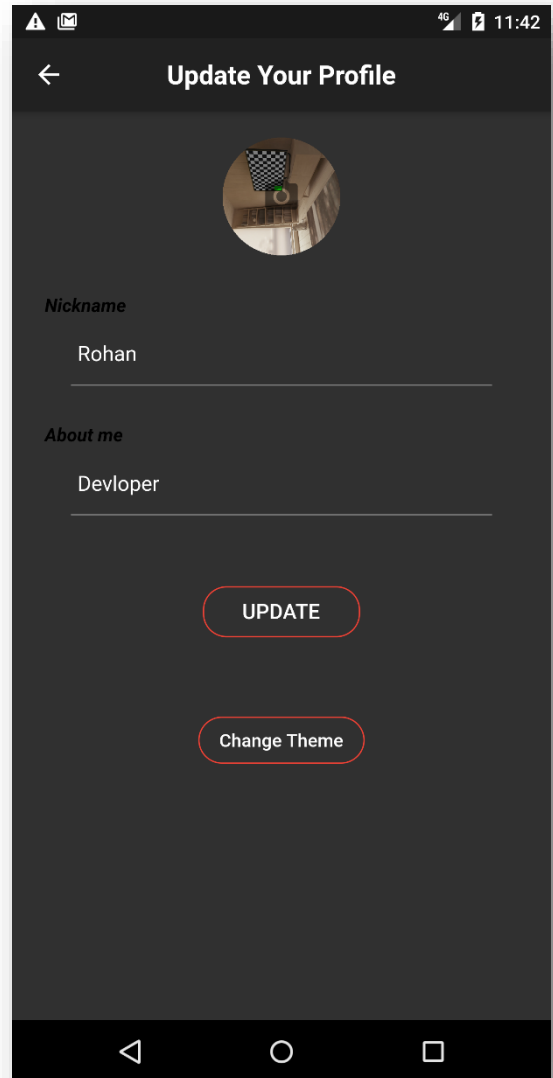 4G 11:42
Update Your Profile
Nickname
Rohan
About me
Devloper
UPDATE
Change Theme